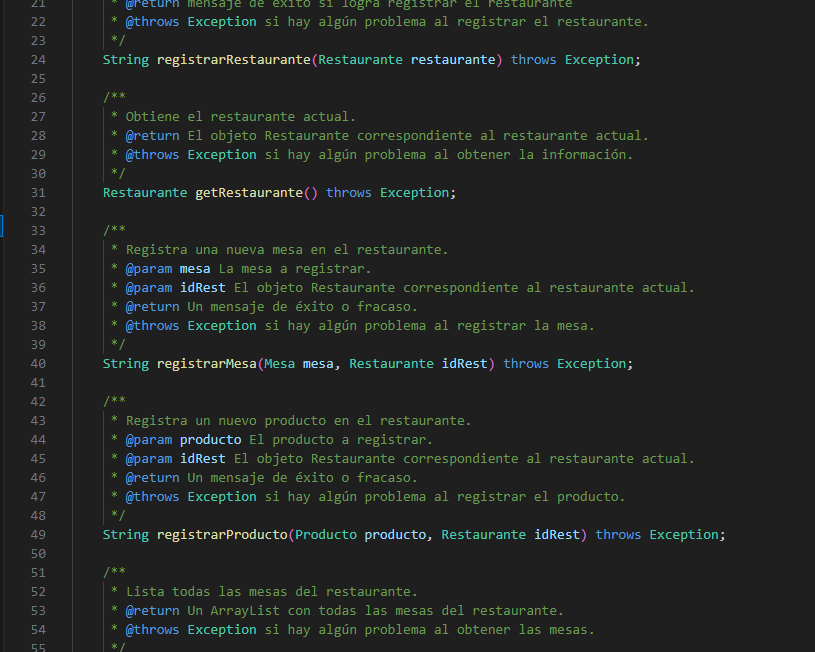 21 * @return mensaje de éxito si logra registrar el restaurante
22 * @throws Exception si hay algún problema al registrar el restaurante.
23 */
24 String registrarRestaurante(Restaurante restaurante) throws Exception;
25
26 /**
27 * Obtiene el restaurante actual.
28 * @return El objeto Restaurante correspondiente al restaurante actual.
29 * @throws Exception si hay algún problema al obtener la información.
30 */
31 Restaurante getRestaurante() throws Exception;
32
33 /**
34 * Registra una nueva mesa en el restaurante.
35 * @param mesa La mesa a registrar.
36 * @param idRest El objeto Restaurante correspondiente al restaurante actual.
37 * @return Un mensaje de éxito o fracaso.
38 * @throws Exception si hay algún problema al registrar la mesa.
39 */
40 String registrarMesa(Mesa mesa, Restaurante idRest) throws Exception;
41
42 /**
43 * Registra un nuevo producto en el restaurante.
44 * @param producto El producto a registrar.
45 * @param idRest El objeto Restaurante correspondiente al restaurante actual.
46 * @return Un mensaje de éxito o fracaso.
47 * @throws Exception si hay algún problema al registrar el producto.
48 */
49 String registrarProducto(Producto producto, Restaurante idRest) throws Exception;
50
51 /**
52 * Lista todas las mesas del restaurante.
53 * @return Un ArrayList con todas las mesas del restaurante.
54 * @throws Exception si hay algún problema al obtener las mesas.
55 */